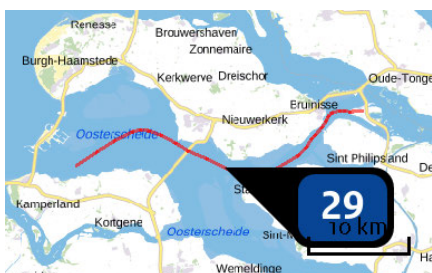 Renesse
Brouwershaven
Zonnemaire
Burgh-Haamstede
Kerkwerve
Dreischor
Oude-Tonge
Bruinisse
Nieuwerkerk
Oosterschelde
Sint Philipsland
Kamperland
Kortgene
Oosterschelde
29
10 km
Wemeldinge